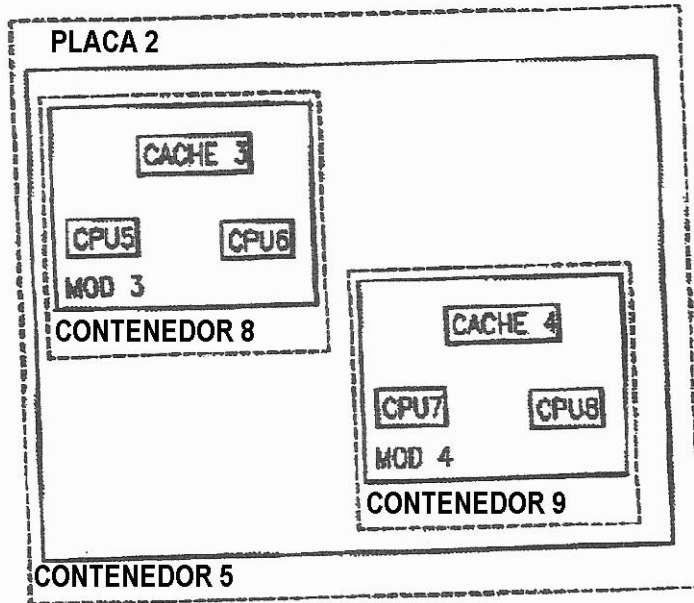 PLACA 2
CACHE 3
CPU5 CPU6
MOD 3
CONTENEDOR 8
CACHE 4
CPU7 CPU8
MOD 4
CONTENEDOR 9
CONTENEDOR 5